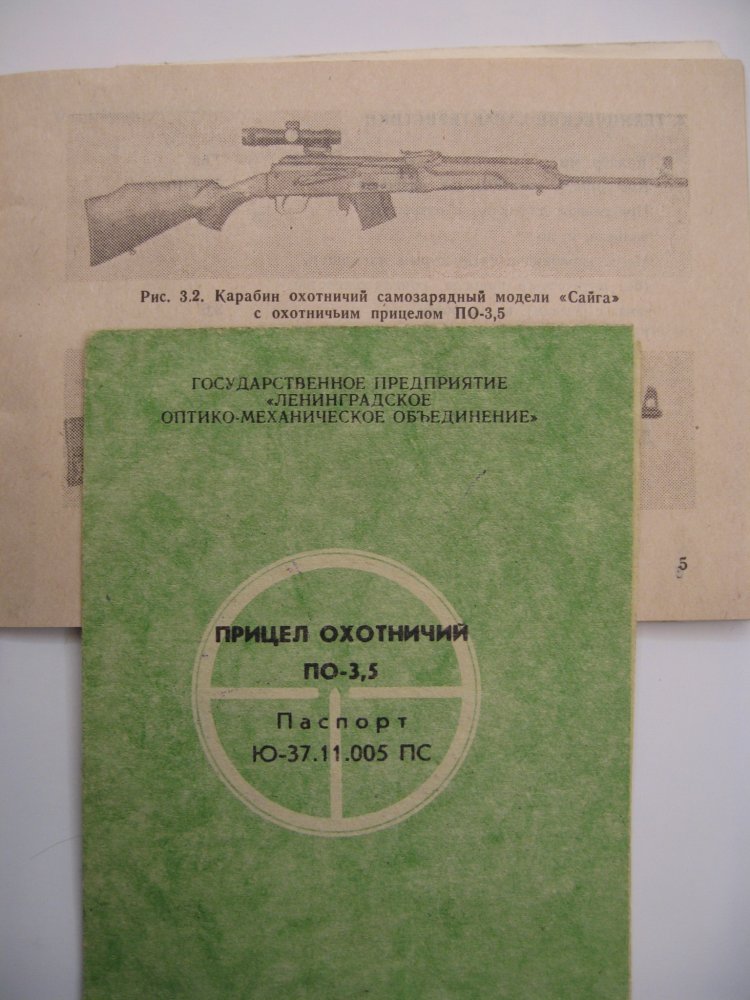 Рис. 3.2. Карабин охотничий самозарядный модели «Сайга»
с охотничьим прицелом ПО-3,5
ГОСУДАРСТВЕННОЕ ПРЕДПРИЯТИЕ
«ЛЕНИНГРАДСКОЕ
ОПТИКО-МЕХАНИЧЕСКОЕ ОБЪЕДИНЕНИЕ»
5
ПРИЦЕЛ ОХОТНИЧИЙ
ПО-3,5
Паспорт
Ю-37.11.005 ПС